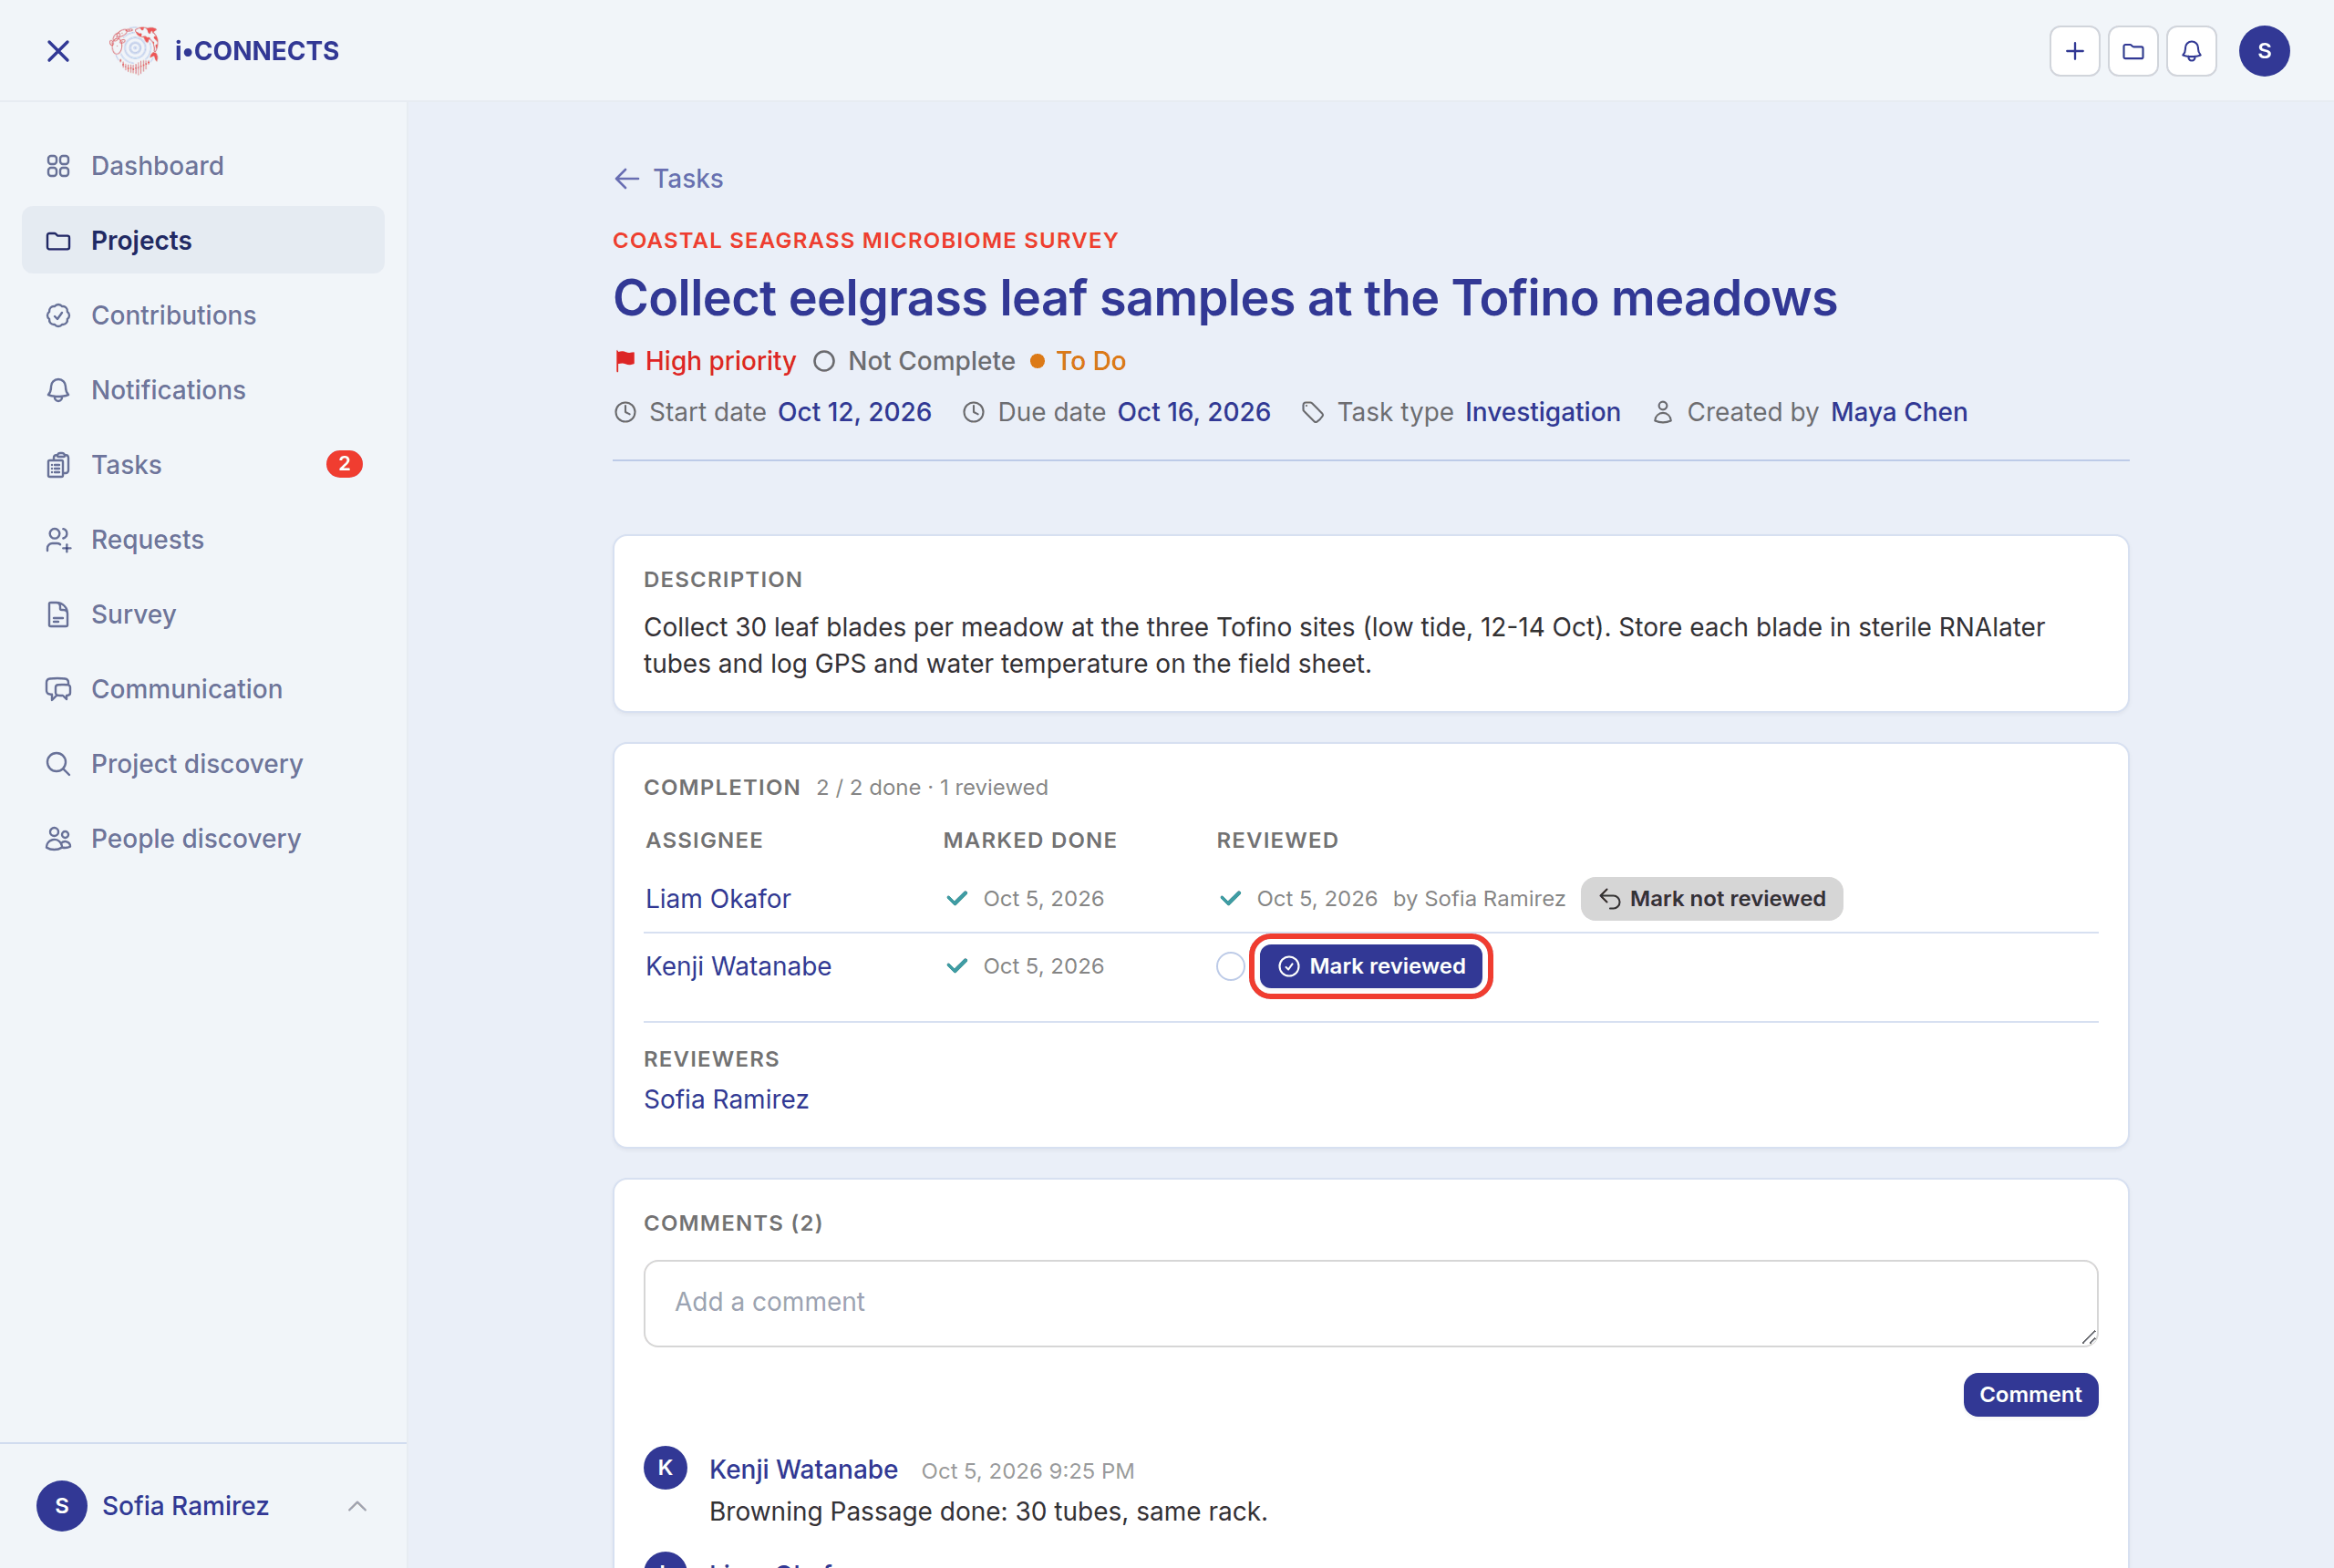 i•CONNECTS
S
Dashboard
Projects
Contributions
Notifications
Tasks 2
Requests
Survey
Communication
Project discovery
People discovery
S Sofia Ramirez
Tasks
COASTAL SEAGRASS MICROBIOME SURVEY
Collect eelgrass leaf samples at the Tofino meadows
High priority Not Complete To Do
Start date Oct 12, 2026 Due date Oct 16, 2026 Task type Investigation Created by Maya Chen
DESCRIPTION
Collect 30 leaf blades per meadow at the three Tofino sites (low tide, 12-14 Oct). Store each blade in sterile RNAlater
tubes and log GPS and water temperature on the field sheet.
COMPLETION 2 / 2 done · 1 reviewed
ASSIGNEE MARKED DONE REVIEWED
Liam Okafor Oct 5, 2026 Oct 5, 2026 by Sofia Ramirez Mark not reviewed
Kenji Watanabe Oct 5, 2026 Mark reviewed
REVIEWERS
Sofia Ramirez
COMMENTS (2)
Add a comment
Comment
K Kenji Watanabe Oct 5, 2026 9:25 PM
Browning Passage done: 30 tubes, same rack.